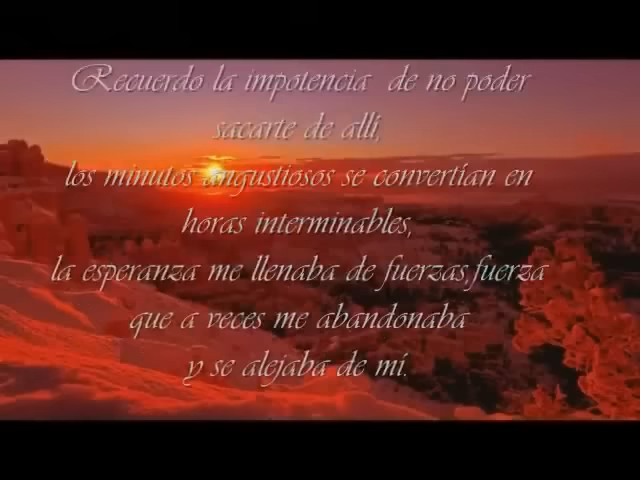 Recuerdo la impotencia de no poder
sacarte de allí,
los minutos angustiosos se convertían en
horas interminables,
la esperanza me llenaba de fuerzas,fuerza
que a veces me abandonaba
y se alejaba de mí.